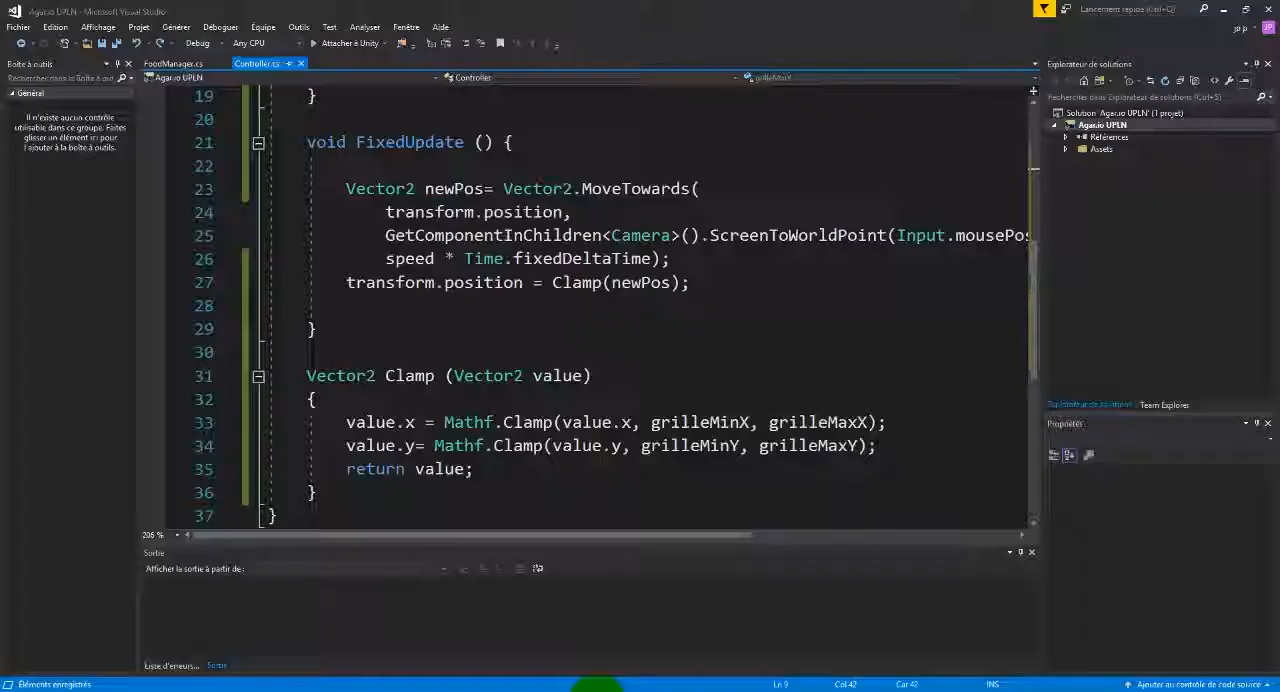 Agar.io UPLN - Microsoft Visual Studio
Lancement rapide (Ctrl+Q)
Fichier Edition Affichage Projet Générer Déboguer Équipe Outils Test Analyser Fenêtre Aide
jp p JP
Debug Any CPU Attacher à Unity
Boîte à outils
FoodManager.cs Controller.cs
Explorateur de solutions
Rechercher dans Boîte à out
Agar.io UPLN Controller grilleMinX
Général
Rechercher dans Explorateur de solutions (Ctrl+$)
Il n'existe aucun contrôle
utilisable dans ce groupe. Faites
glisser un élément ici pour
l'ajouter à la boîte à outils.
Solution 'Agar.io UPLN' (1 projet)
Agar.io UPLN
Références
Assets
19 }
20
21 void FixedUpdate () {
22
23 Vector2 newPos= Vector2.MoveTowards(
24 transform.position,
25 GetComponentInChildren<Camera>().ScreenToWorldPoint(Input.mousePos
26 speed * Time.fixedDeltaTime);
27 transform.position = Clamp(newPos);
28
29 }
30
31 Vector2 Clamp (Vector2 value)
32 {
33 value.x = Mathf.Clamp(value.x, grilleMinX, grilleMaxX);
34 value.y= Mathf.Clamp(value.y, grilleMinY, grilleMaxY);
35 return value;
36 }
37 }
Explorateur de solutions Team Explorer
Propriétés
206 %
Sortie
Afficher la sortie à partir de :
Liste d'erreurs... Sortie
Éléments enregistrés Ln 9 Col 42 Car 42 INS Ajouter au contrôle de code source